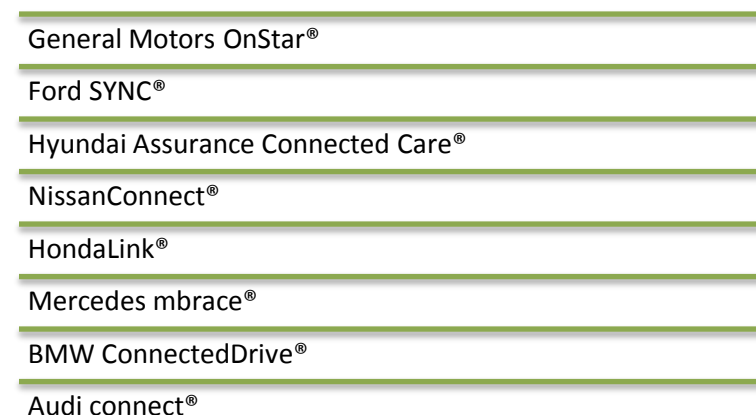 General Motors OnStar®
Ford SYNC®
Hyundai Assurance Connected Care®
NissanConnect®
HondaLink®
Mercedes mbrace®
BMW ConnectedDrive®
Audi connect®